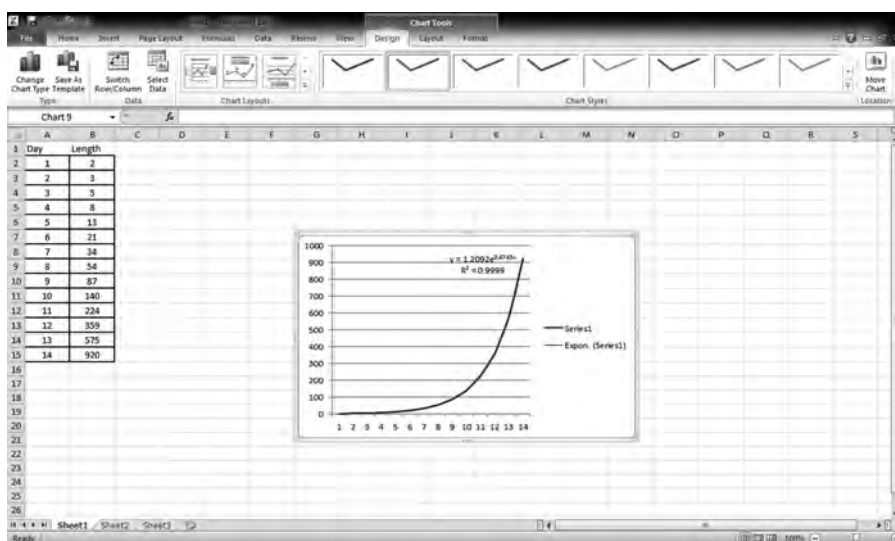 Chart Tools
File Home Insert Page Layout Formulas Data Review View Design Layout Format
Change Chart Type
Save As Template
Switch Row/Column
Select Data
Move Chart
Type Data Chart Layouts Chart Styles Location
Chart 9 fx
A B C D E F G H I J K L M N O P Q R S
1 Day Length
2 1 2
3 2 3
4 3 5
5 4 8
6 5 13
7 6 21
8 7 34
9 8 54
10 9 87
11 10 140
12 11 224
13 12 359
14 13 575
15 14 920
16
17
18
19
20
21
22
23
24
25
26
1000
900
800
700
600
500
400
300
200
100
0
1 2 3 4 5 6 7 8 9 10 11 12 13 14
R² = 0.9999
Series1
Expon. (Series1)
Sheet1 Sheet2 Sheet3
Ready 100%